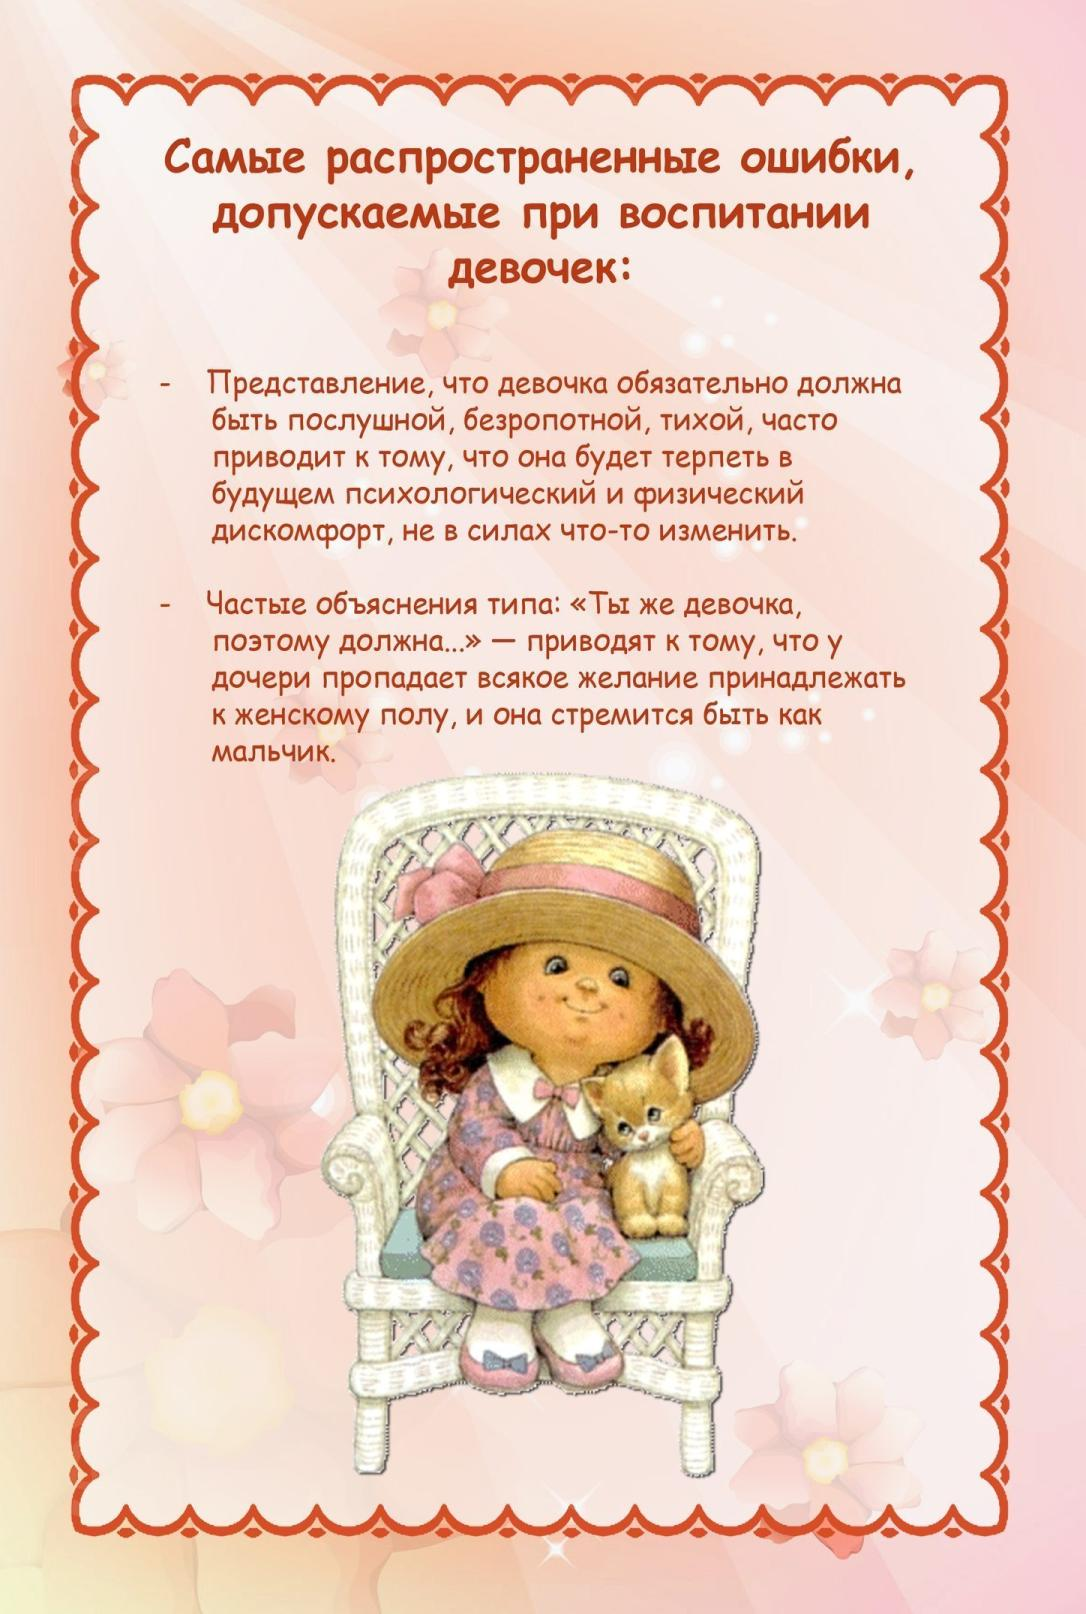 Самые распространенные ошибки,
допускаемые при воспитании
девочек:
- Представление, что девочка обязательно должна
быть послушной, безропотной, тихой, часто
приводит к тому, что она будет терпеть в
будущем психологический и физический
дискомфорт, не в силах что-то изменить.
- Частые объяснения типа: «Ты же девочка,
поэтому должна...» — приводят к тому, что у
дочери пропадает всякое желание принадлежать
к женскому полу, и она стремится быть как
мальчик.